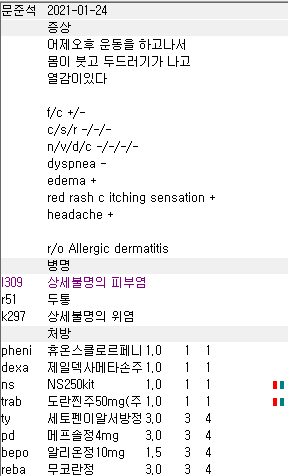 문준석 2021-01-24
증상
어제오후 운동을 하고나서
몸이 붓고 두드러기가 나고
열감이있다
f/c +/-
c/s/r -/-/-
n/v/d/c -/-/-/-
dyspnea -
edema +
red rash c itching sensation +
headache +
r/o Allergic dermatitis
병명
l309 상세불명의 피부염
r51 두통
k297 상세불명의 위염
처방
pheni 휴온스클로르페니 1.0 1 1
dexa 제일덱사메타손주 1.0 1 1
ns NS250kit 1.0 1 1
trab 도란찐주50mg(주 1.0 1 1
ty 세토펜이알서방정 3.0 3 4
pd 메프솔정4mg 3.0 3 4
bepo 알리온정10mg 1.5 3 4
reba 무코란정 3.0 3 4